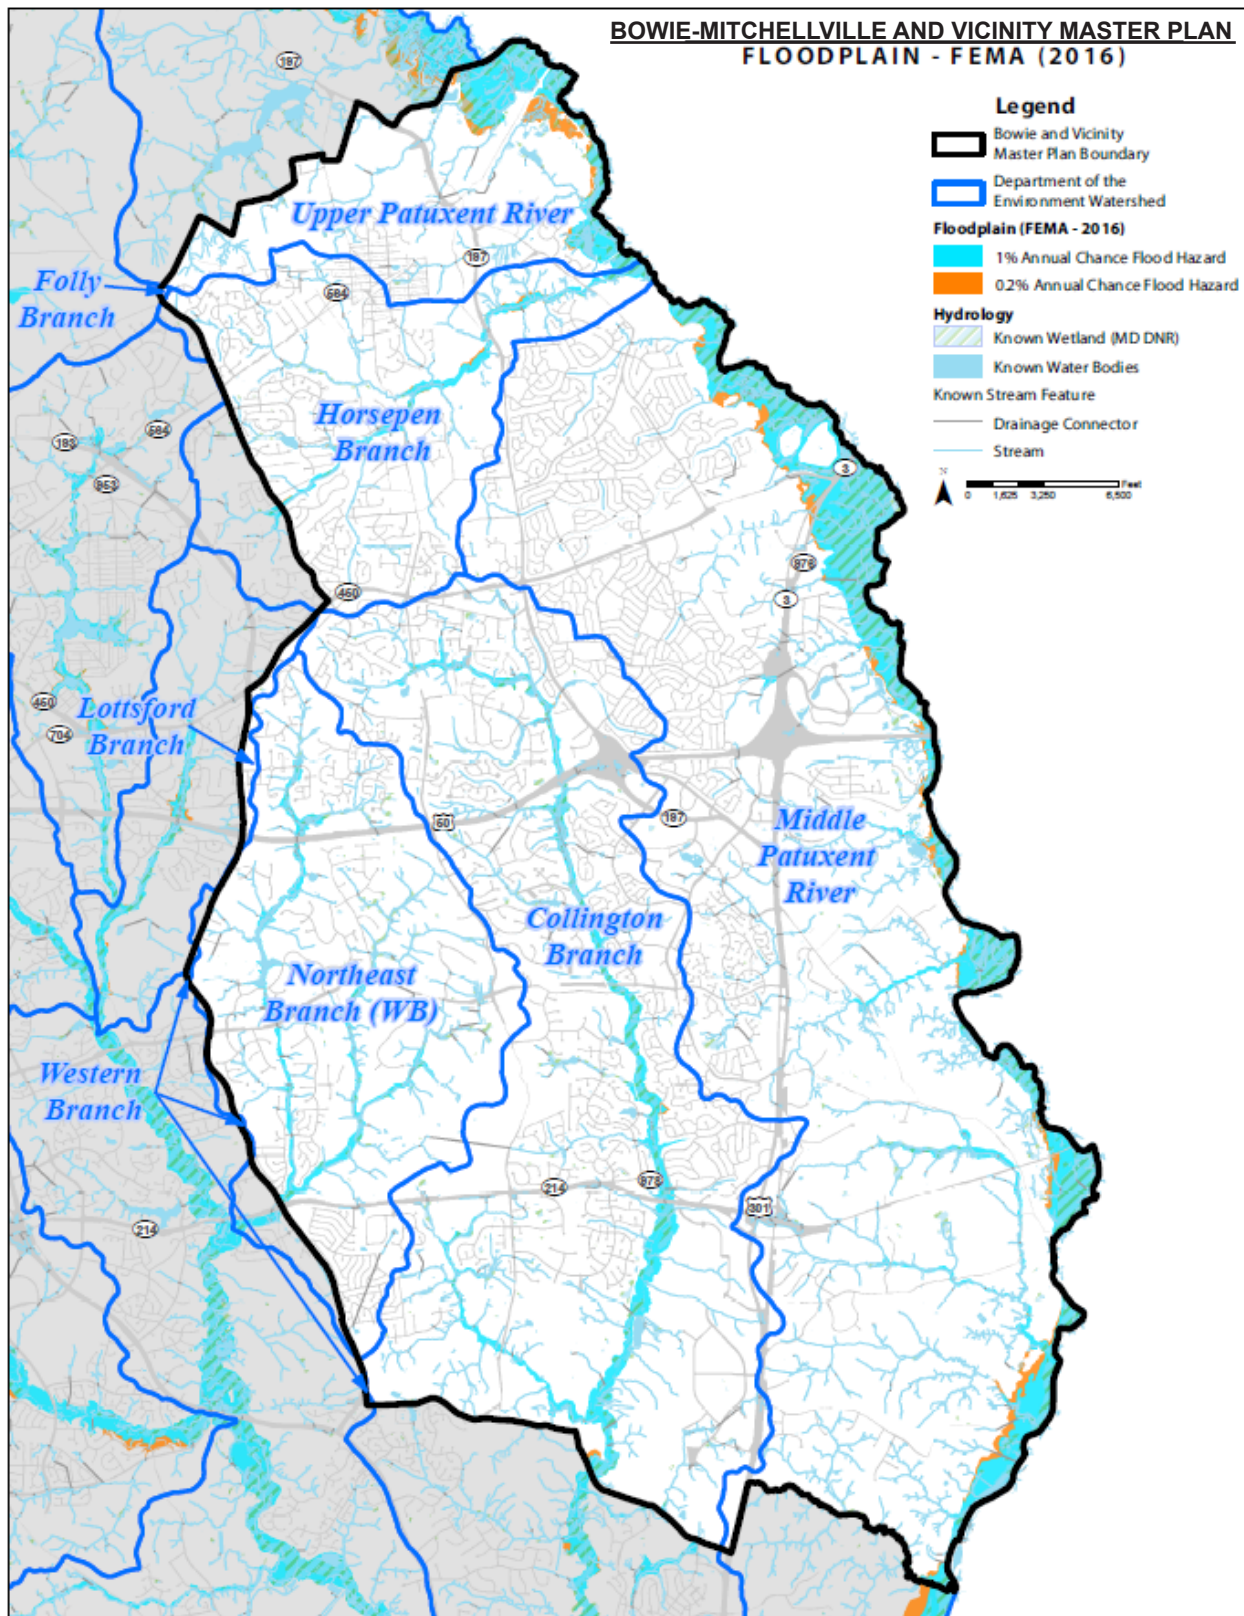 BOWIE-MITCHELLVILLE AND VICINITY MASTER PLAN
FLOODPLAIN - FEMA (2016)
Legend
Bowie and Vicinity
Master Plan Boundary
Department of the
Environment Watershed
Floodplain (FEMA - 2016)
1% Annual Chance Flood Hazard
0.2% Annual Chance Flood Hazard
Hydrology
Known Wetland (MD DNR)
Known Water Bodies
Known Stream Feature
Drainage Connector
Stream
N
0 1,625 3,250 6,500 Feet
197
Upper Patuxent River
197
Folly
Branch
564
Horsepen
Branch
193
564
953
3
978
450
3
Lottsford
Branch
450
704
50
197
Middle
Patuxent
River
Collington
Branch
Northeast
Branch (WB)
Western
Branch
214
978
301
214